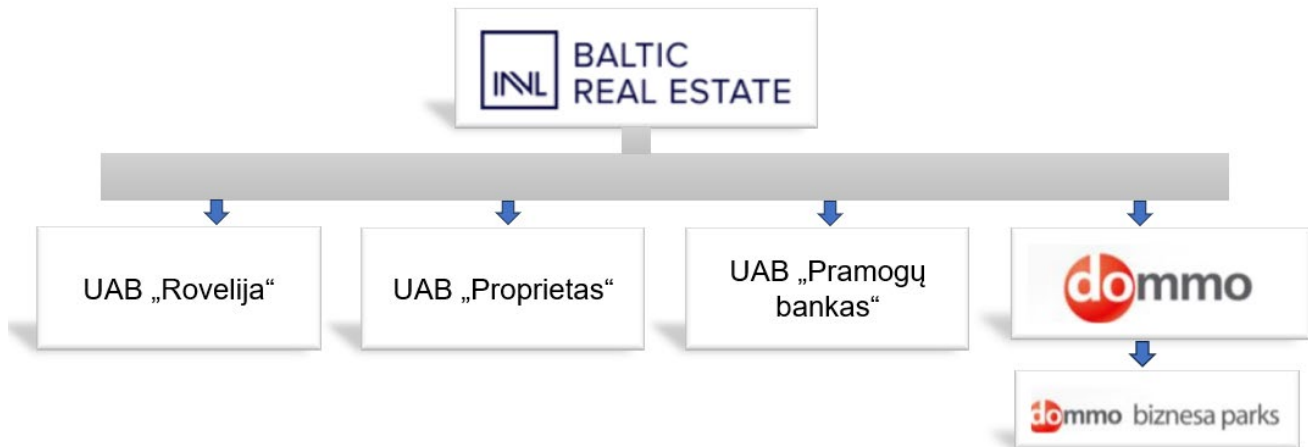 INVL
BALTIC
REAL ESTATE
UAB „Rovelija“
UAB „Proprietas“
UAB „Pramogų
bankas“
dommo
dommo biznesa parks